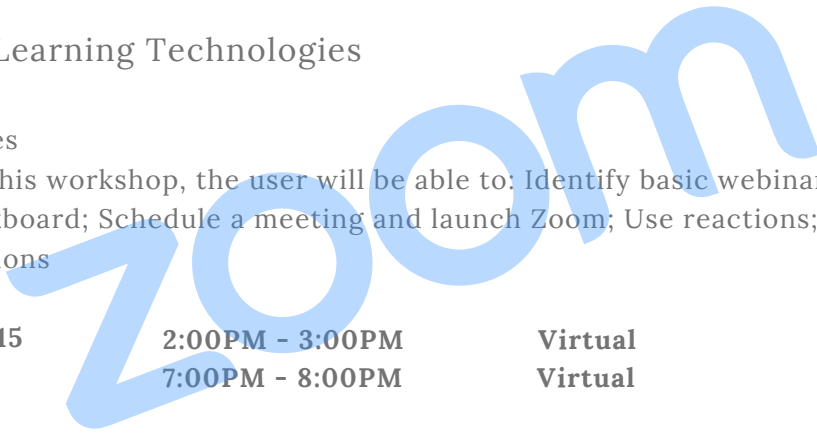 Learning Technologies
es
his workshop, the user will be able to: Identify basic webinar
board; Schedule a meeting and launch Zoom; Use reactions;
ions
15 2:00PM - 3:00PM Virtual
7:00PM - 8:00PM Virtual
zoom